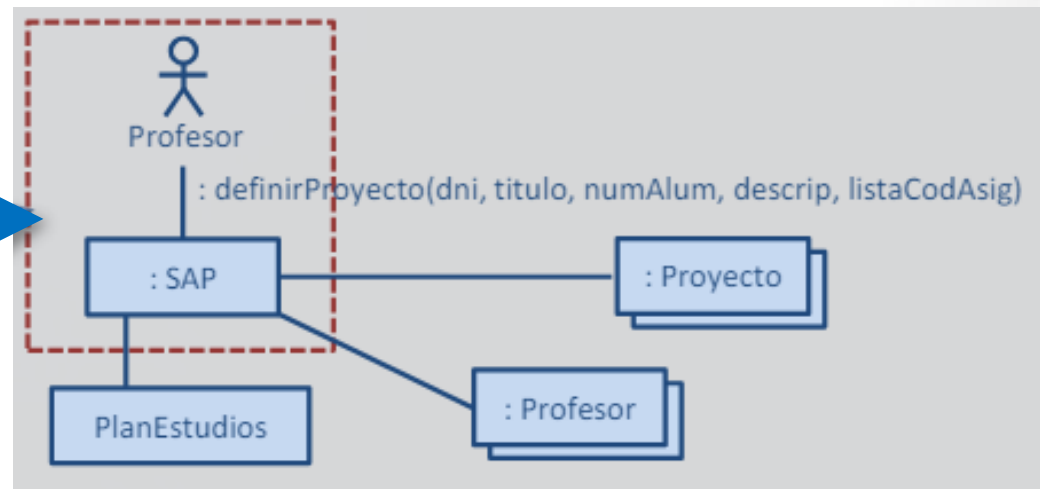 Profesor
: definirProyecto(dni, titulo, numAlum, descrip, listaCodAsig)
: SAP
: Proyecto
PlanEstudios
: Profesor